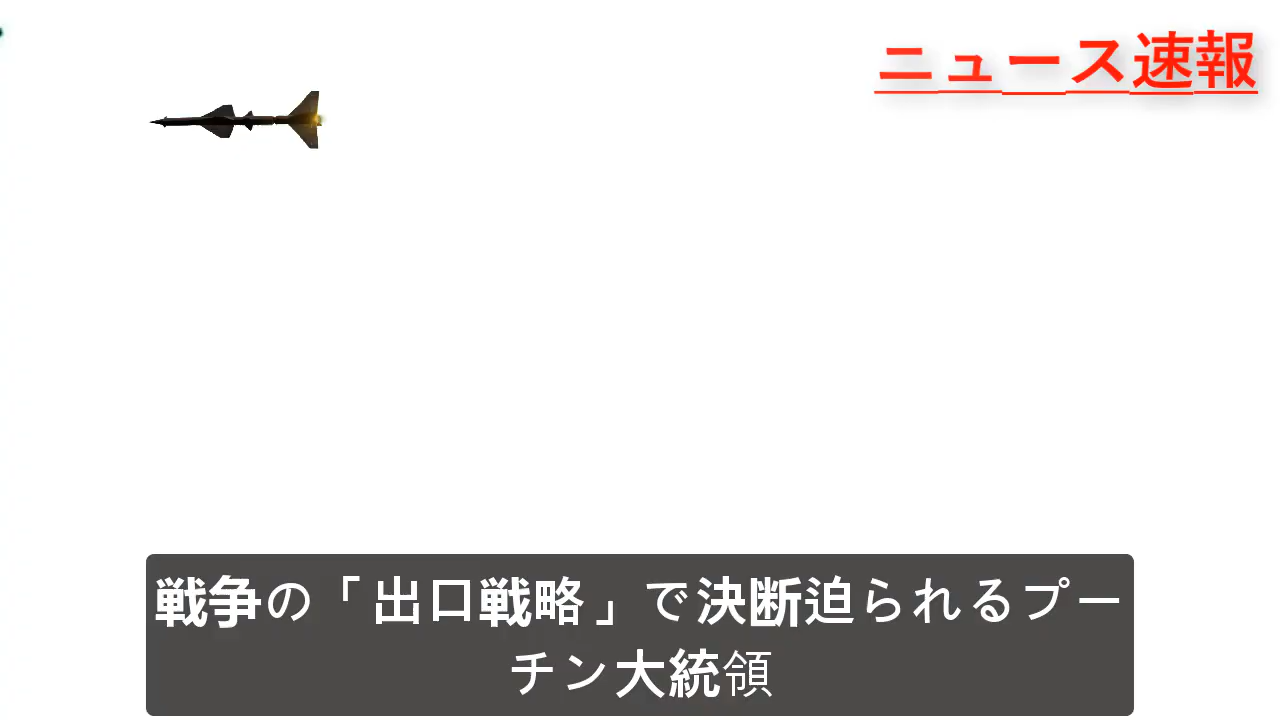 ニュース速報
戦争の「出口戦略」で決断迫られるプー
チン大統領